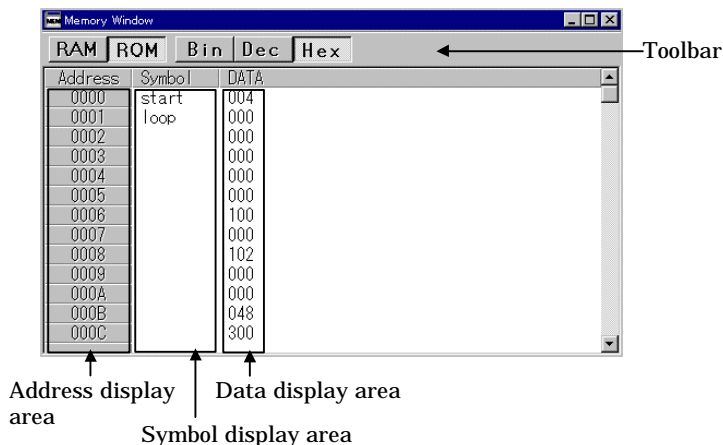 MEM Memory Window
RAM ROM Bin Dec Hex
Toolbar
Address Symbol DATA
0000 start 004
0001 loop 000
0002 000
0003 000
0004 000
0005 000
0006 100
0007 000
0008 102
0009 000
000A 000
000B 048
000C 300
Address display
area
Data display area
Symbol display area